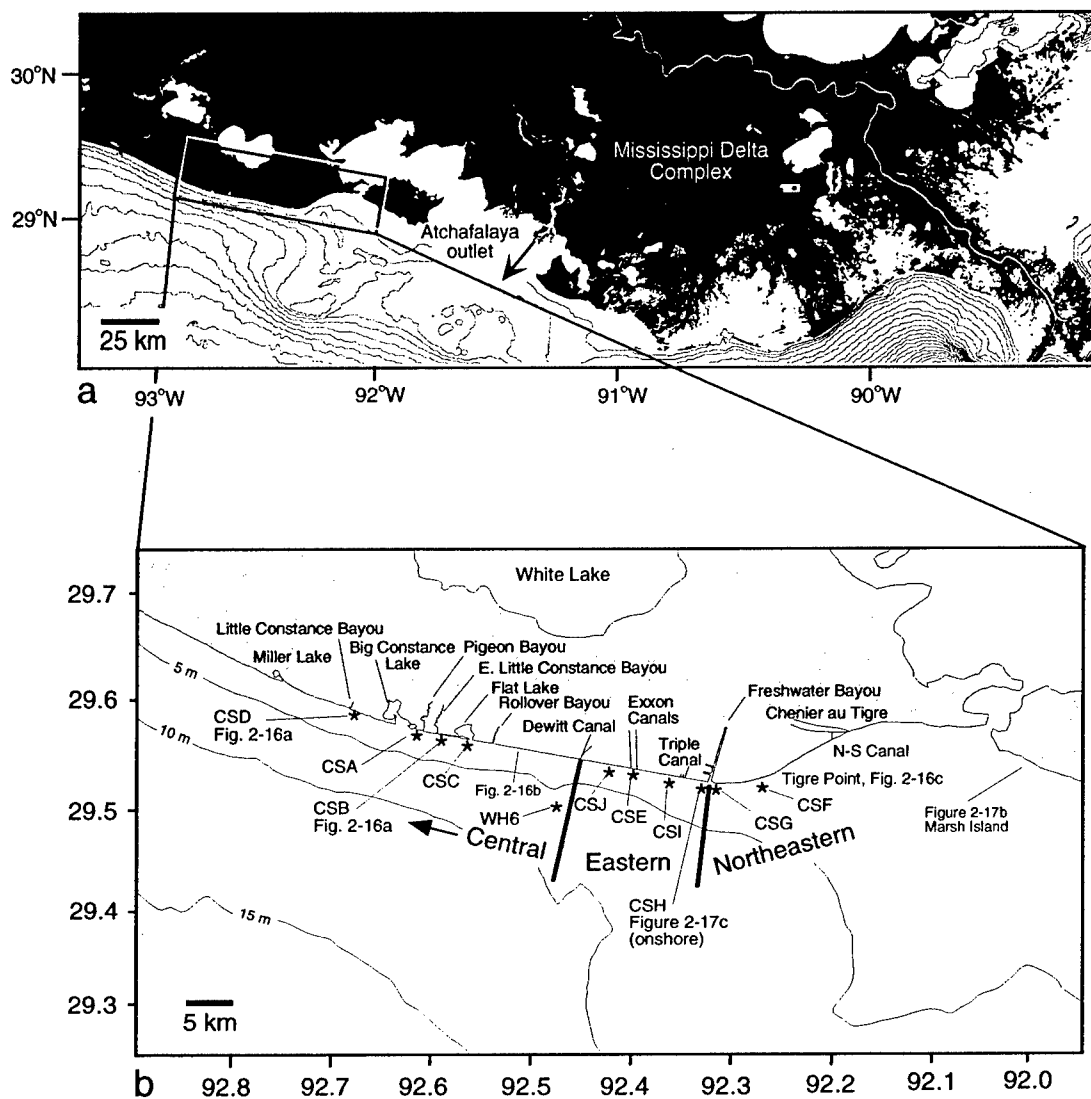 30°N
29°N
Mississippi Delta
Complex
Atchafalaya
outlet
25 km
a
93°W
92°W
91°W
90°W
29.7
29.6
29.5
29.4
29.3
White Lake
Little Constance Bayou
Miller Lake
Big Constance
Lake
Pigeon Bayou
E. Little Constance Bayou
Flat Lake
Rollover Bayou
Dewitt Canal
Exxon
Canals
Triple
Canal
Freshwater Bayou
Chenier au Tigre
N-S Canal
5 m
10 m
15 m
CSD
Fig. 2-16a
CSA
CSB
Fig. 2-16a
CSC
Fig. 2-16b
WH6
CSJ
CSE
CSI
CSG
Tigre Point, Fig. 2-16c
CSF
Figure 2-17b
Marsh Island
Central
Eastern
Northeastern
CSH
Figure 2-17c
(onshore)
5 km
b
92.8
92.7
92.6
92.5
92.4
92.3
92.2
92.1
92.0